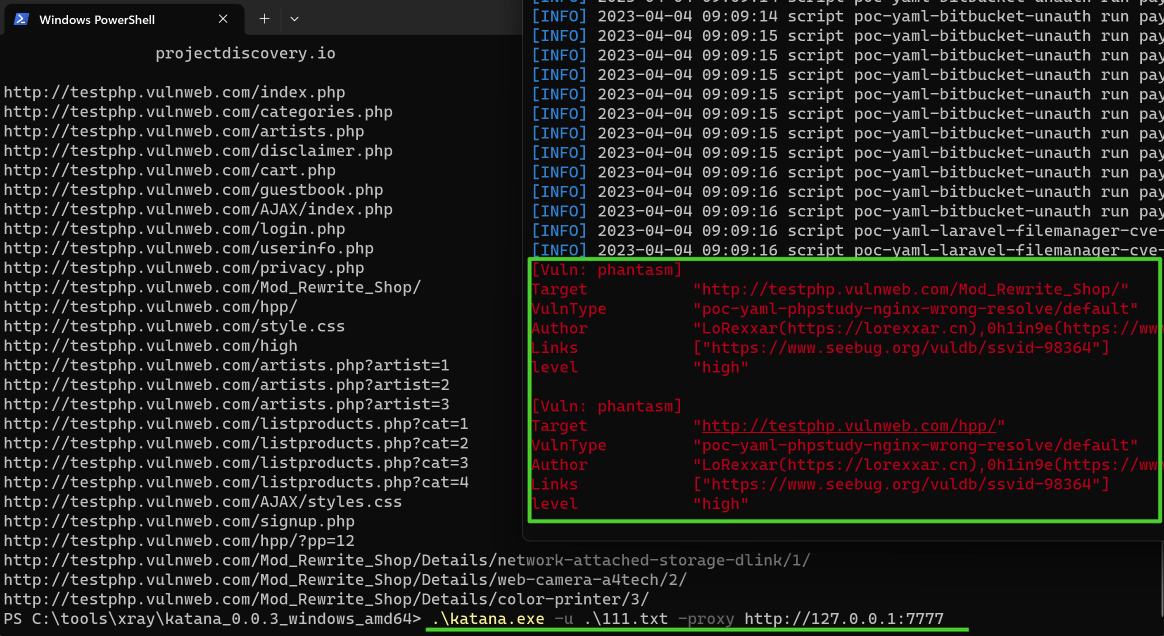 Windows PowerShell
projectdiscovery.io
http://testphp.vulnweb.com/index.php
http://testphp.vulnweb.com/categories.php
http://testphp.vulnweb.com/artists.php
http://testphp.vulnweb.com/disclaimer.php
http://testphp.vulnweb.com/cart.php
http://testphp.vulnweb.com/guestbook.php
http://testphp.vulnweb.com/AJAX/index.php
http://testphp.vulnweb.com/login.php
http://testphp.vulnweb.com/userinfo.php
http://testphp.vulnweb.com/privacy.php
http://testphp.vulnweb.com/Mod_Rewrite_Shop/
http://testphp.vulnweb.com/hpp/
http://testphp.vulnweb.com/style.css
http://testphp.vulnweb.com/high
http://testphp.vulnweb.com/artists.php?artist=1
http://testphp.vulnweb.com/artists.php?artist=2
http://testphp.vulnweb.com/artists.php?artist=3
http://testphp.vulnweb.com/listproducts.php?cat=1
http://testphp.vulnweb.com/listproducts.php?cat=2
http://testphp.vulnweb.com/listproducts.php?cat=3
http://testphp.vulnweb.com/listproducts.php?cat=4
http://testphp.vulnweb.com/AJAX/styles.css
http://testphp.vulnweb.com/signup.php
http://testphp.vulnweb.com/hpp/?pp=12
http://testphp.vulnweb.com/Mod_Rewrite_Shop/Details/network-attached-storage-dlink/1/
http://testphp.vulnweb.com/Mod_Rewrite_Shop/Details/web-camera-a4tech/2/
http://testphp.vulnweb.com/Mod_Rewrite_Shop/Details/color-printer/3/
PS C:\tools\xray\katana_0.0.3_windows_amd64> .\katana.exe -u .\111.txt -proxy http://127.0.0.1:7777
[INFO] 2023-04-04 09:09:14 script poc-yaml-bitbucket-unauth run pay
[INFO] 2023-04-04 09:09:15 script poc-yaml-bitbucket-unauth run pay
[INFO] 2023-04-04 09:09:15 script poc-yaml-bitbucket-unauth run pay
[INFO] 2023-04-04 09:09:15 script poc-yaml-bitbucket-unauth run pay
[INFO] 2023-04-04 09:09:15 script poc-yaml-bitbucket-unauth run pay
[INFO] 2023-04-04 09:09:15 script poc-yaml-bitbucket-unauth run pay
[INFO] 2023-04-04 09:09:15 script poc-yaml-bitbucket-unauth run pay
[INFO] 2023-04-04 09:09:15 script poc-yaml-bitbucket-unauth run pay
[INFO] 2023-04-04 09:09:16 script poc-yaml-bitbucket-unauth run pay
[INFO] 2023-04-04 09:09:16 script poc-yaml-bitbucket-unauth run pay
[INFO] 2023-04-04 09:09:16 script poc-yaml-bitbucket-unauth run pay
[INFO] 2023-04-04 09:09:16 script poc-yaml-laravel-filemanager-cve-
[INFO] 2023-04-04 09:09:16 script poc-yaml-laravel-filemanager-cve-
[Vuln: phantasm]
Target "http://testphp.vulnweb.com/Mod_Rewrite_Shop/"
VulnType "poc-yaml-phpstudy-nginx-wrong-resolve/default"
Author "LoRexxar(https://lorexxar.cn),0h1in9e(https://ww
Links ["https://www.seebug.org/vuldb/ssvid-98364"]
level "high"
[Vuln: phantasm]
Target "http://testphp.vulnweb.com/hpp/"
VulnType "poc-yaml-phpstudy-nginx-wrong-resolve/default"
Author "LoRexxar(https://lorexxar.cn),0h1in9e(https://ww
Links ["https://www.seebug.org/vuldb/ssvid-98364"]
level "high"